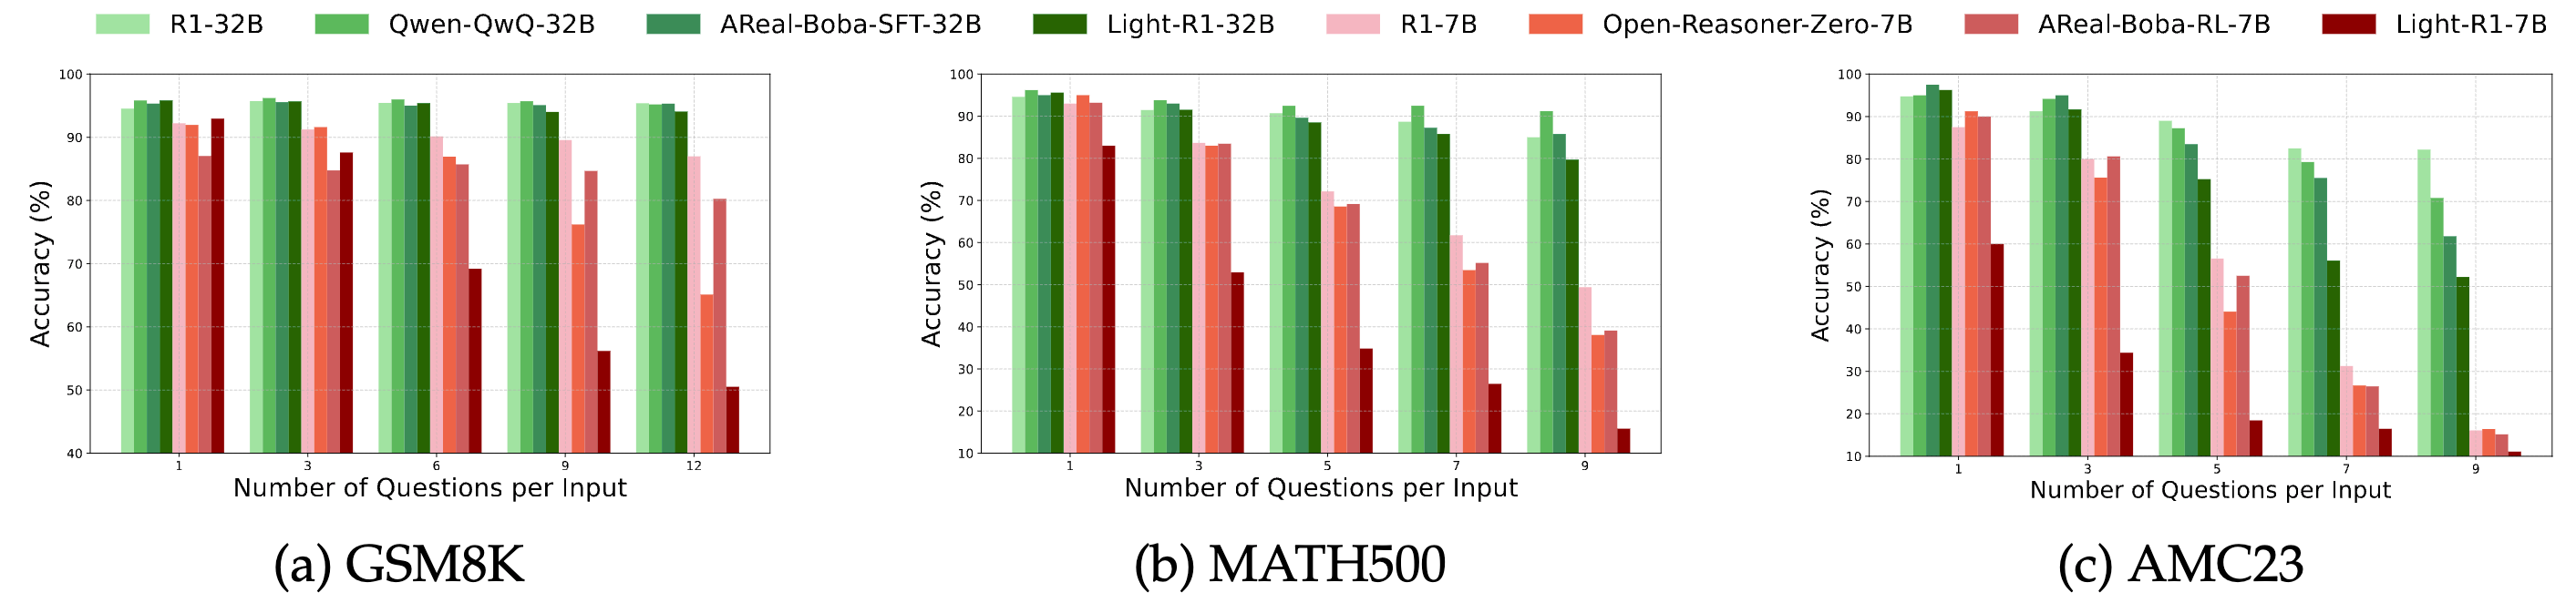 R1-32B Qwen-QwQ-32B AReal-Boba-SFT-32B Light-R1-32B R1-7B Open-Reasoner-Zero-7B AReal-Boba-RL-7B Light-R1-7B
100
90
80
70
60
50
40
Accuracy (%)
1 3 6 9 12
Number of Questions per Input
(a) GSM8K
100
90
80
70
60
50
40
30
20
10
Accuracy (%)
1 3 5 7 9
Number of Questions per Input
(b) MATH500
100
90
80
70
60
50
40
30
20
10
Accuracy (%)
1 3 5 7 9
Number of Questions per Input
(c) AMC23